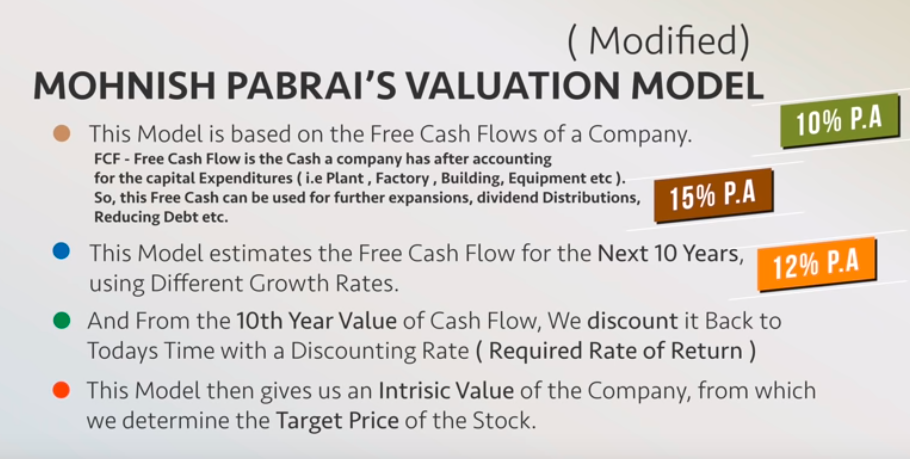 ( Modified)
MOHNISH PABRAI’S VALUATION MODEL
10% P.A
This Model is based on the Free Cash Flows of a Company.
FCF - Free Cash Flow is the Cash a company has after accounting
for the capital Expenditures ( i.e Plant , Factory , Building, Equipment etc ).
So, this Free Cash can be used for further expansions, dividend Distributions,
Reducing Debt etc.
15% P.A
This Model estimates the Free Cash Flow for the Next 10 Years,
using Different Growth Rates.
12% P.A
And From the 10th Year Value of Cash Flow, We discount it Back to
Todays Time with a Discounting Rate ( Required Rate of Return )
This Model then gives us an Intrisic Value of the Company, from which
we determine the Target Price of the Stock.